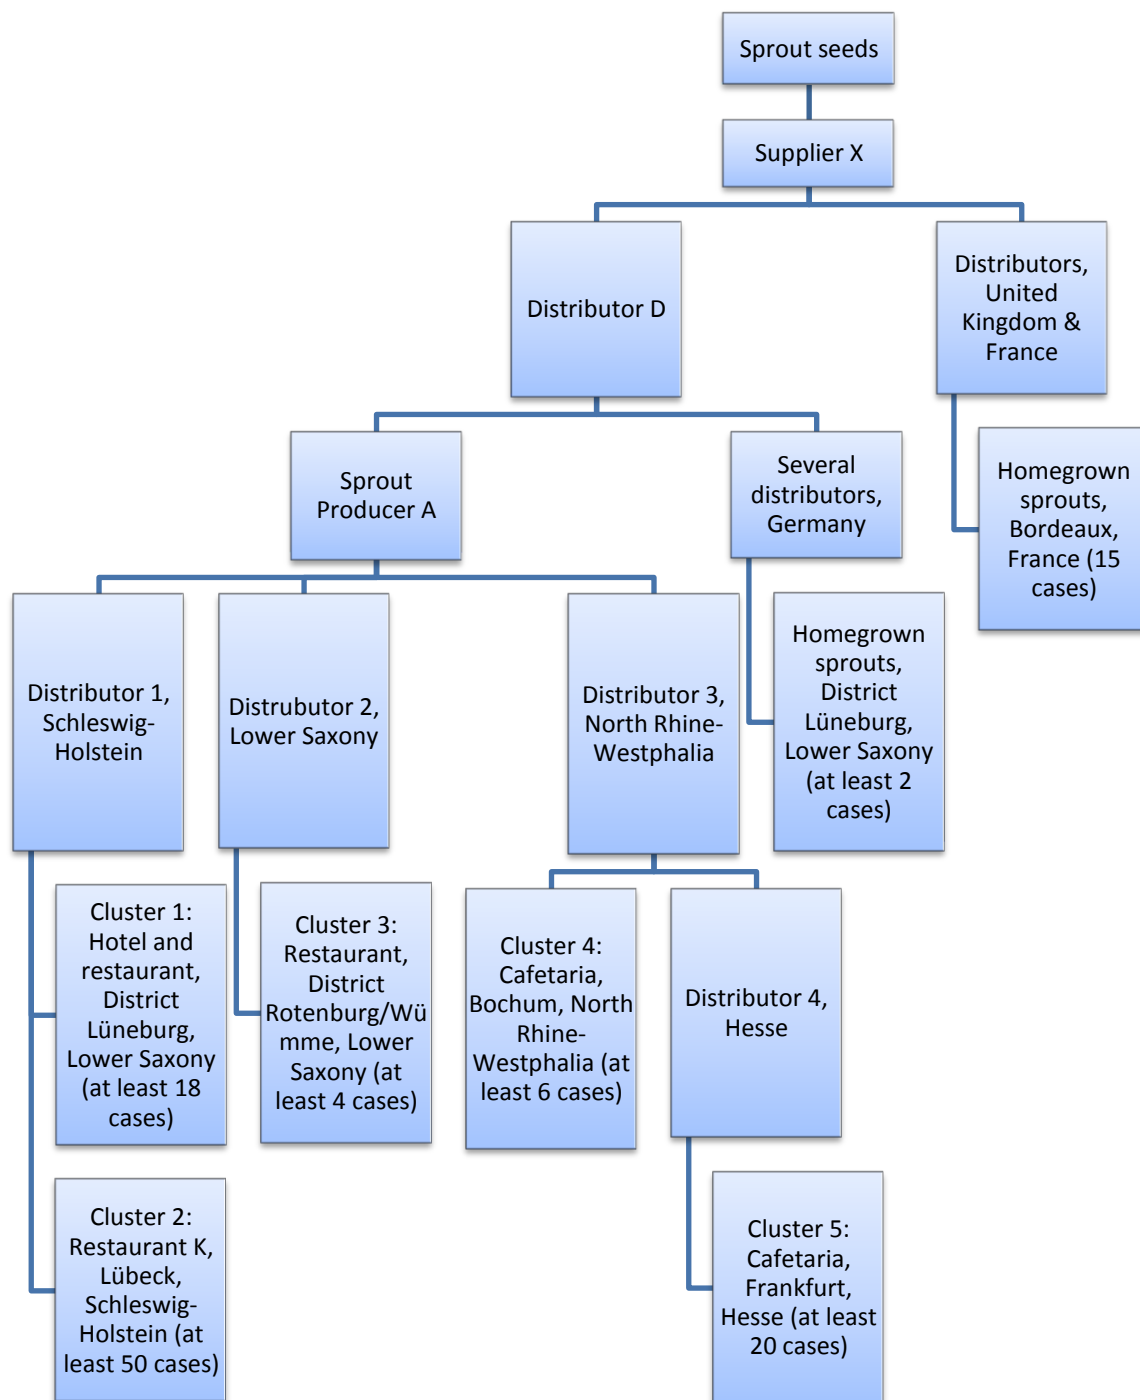 Sprout seeds
Supplier X
Distributor D
Distributors,
United
Kingdom &
France
Sprout
Producer A
Several
distributors,
Germany
Homegrown
sprouts,
Bordeaux,
France (15
cases)
Distributor 1,
Schleswig-
Holstein
Distrubutor 2,
Lower Saxony
Distributor 3,
North Rhine-
Westphalia
Homegrown
sprouts,
District
Lüneburg,
Lower Saxony
(at least 2
cases)
Cluster 1:
Hotel and
restaurant,
District
Lüneburg,
Lower Saxony
(at least 18
cases)
Cluster 3:
Restaurant,
District
Rotenburg/Wü
mme, Lower
Saxony (at
least 4 cases)
Cluster 4:
Cafetaria,
Bochum, North
Rhine-
Westphalia (at
least 6 cases)
Distributor 4,
Hesse
Cluster 2:
Restaurant K,
Lübeck,
Schleswig-
Holstein (at
least 50 cases)
Cluster 5:
Cafetaria,
Frankfurt,
Hesse (at least
20 cases)